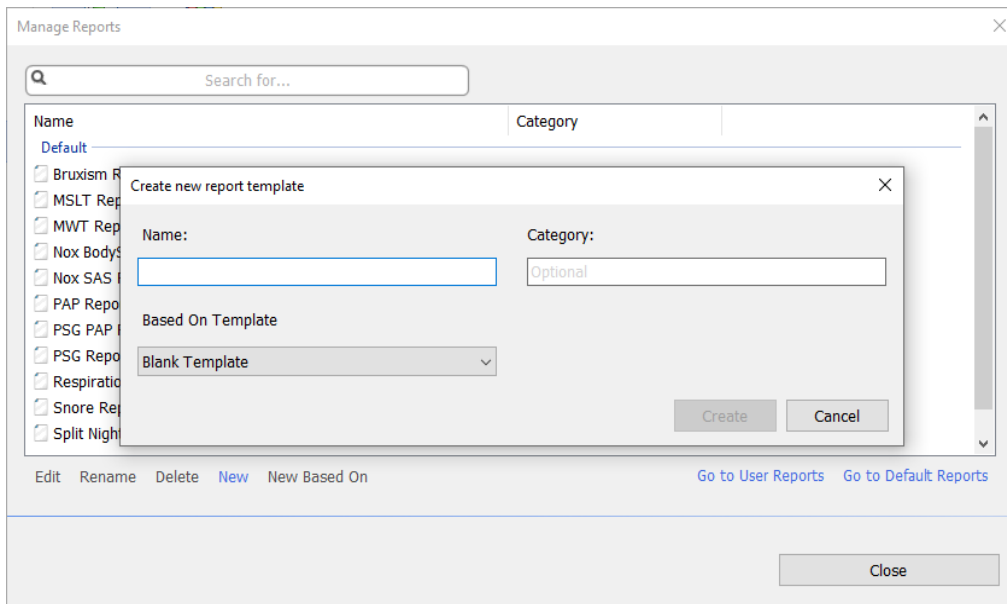 Manage Reports
Search for...
Name Category
Default
Bruxism R
Create new report template
MSLT Rep
MWT Rep
Name: Category:
Nox Body
Optional
Nox SAS
PAP Repo
Based On Template
PSG PAP
PSG Repo
Blank Template
Respiratio
Snore Rep
Create Cancel
Split Night
Edit Rename Delete New New Based On Go to User Reports Go to Default Reports
Close